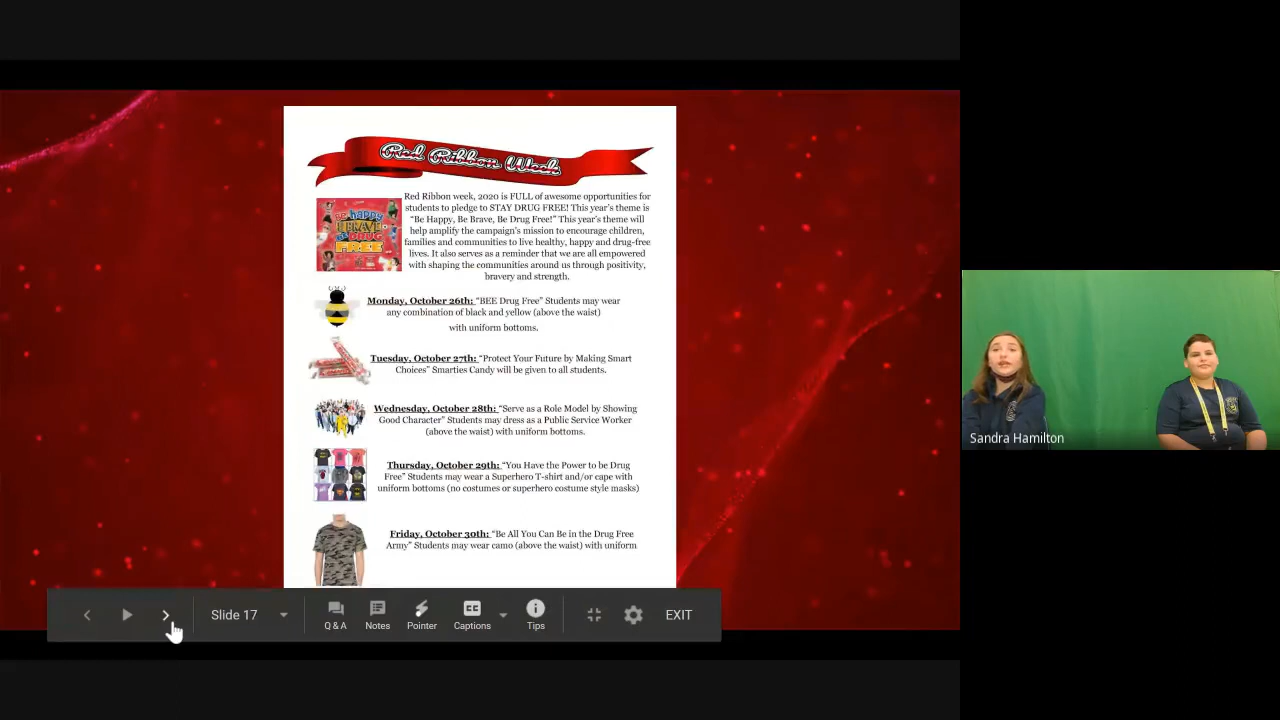 Red Ribbon Week
Red Ribbon week, 2020 is FULL of awesome opportunities for
students to pledge to STAY DRUG FREE! This year's theme is
"Be Happy, Be Brave, Be Drug Free!" This year's theme will
help amplify the campaign's mission to encourage children,
families and communities to live healthy, happy and drug-free
lives. It also serves as a reminder that we are all empowered
with shaping the communities around us through positivity,
bravery and strength.
Be happy
BRAVE
DRUG
FREE
Monday, October 26th: "BEE Drug Free" Students may wear
any combination of black and yellow (above the waist)
with uniform bottoms.
Tuesday, October 27th: "Protect Your Future by Making Smart
Choices" Smarties Candy will be given to all students.
Wednesday, October 28th: "Serve as a Role Model by Showing
Good Character" Students may dress as a Public Service Worker
(above the waist) with uniform bottoms.
Thursday, October 29th: "You Have the Power to be Drug
Free" Students may wear a Superhero T-shirt and/or cape with
uniform bottoms (no costumes or superhero costume style masks)
Friday, October 30th: "Be All You Can Be in the Drug Free
Army" Students may wear camo (above the waist) with uniform
Slide 17
Q & A
Notes
Pointer
CC
Captions
Tips
EXIT
Sandra Hamilton